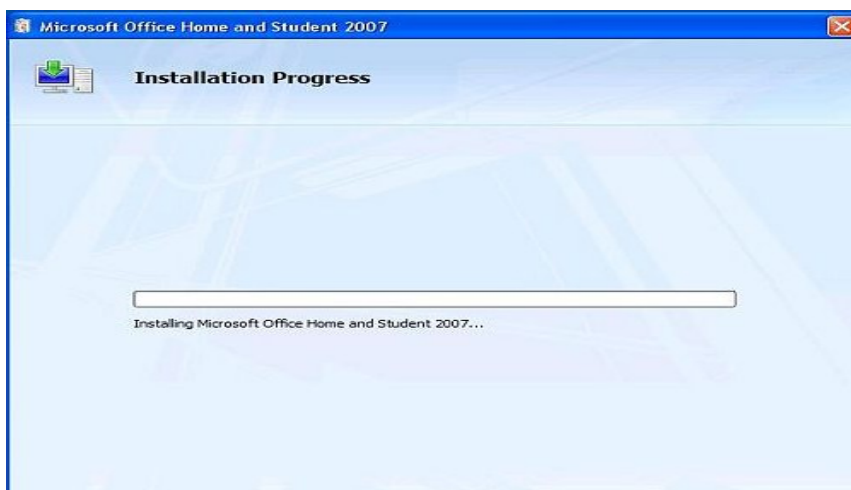 Microsoft Office Home and Student 2007
Installation Progress
Installing Microsoft Office Home and Student 2007...